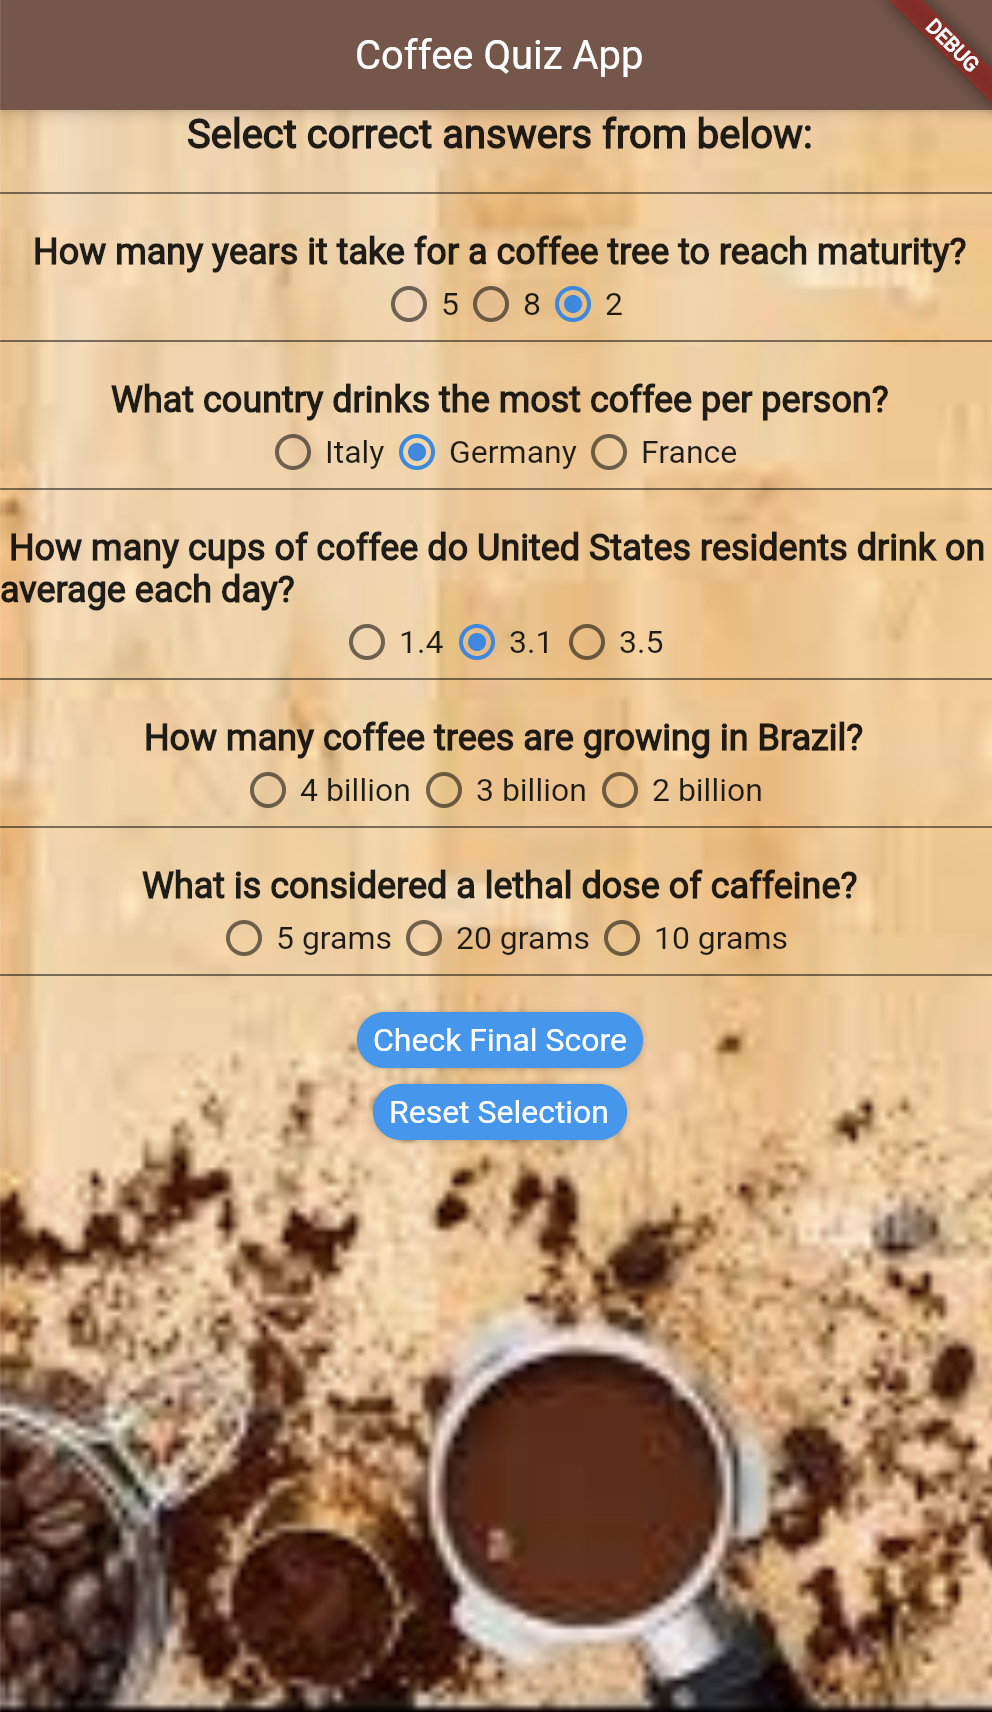 Coffee Quiz App
DEBUG
Select correct answers from below:
How many years it take for a coffee tree to reach maturity?
5 8 2
What country drinks the most coffee per person?
Italy Germany France
How many cups of coffee do United States residents drink on
average each day?
1.4 3.1 3.5
How many coffee trees are growing in Brazil?
4 billion 3 billion 2 billion
What is considered a lethal dose of caffeine?
5 grams 20 grams 10 grams
Check Final Score
Reset Selection